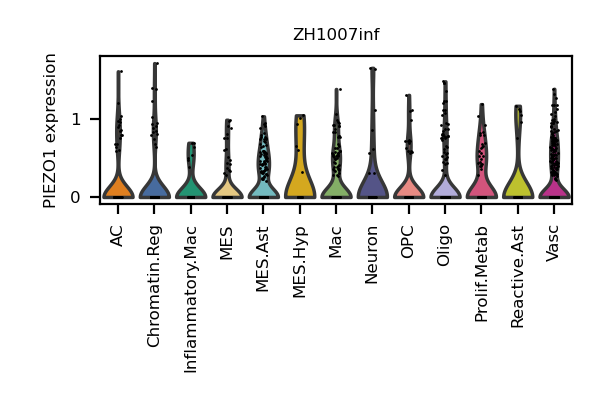 ZH1007inf
PIEZO1 expression
1
0
AC
Chromatin.Reg
Inflammatory.Mac
MES
MES.Ast
MES.Hyp
Mac
Neuron
OPC
Oligo
Prolif.Metab
Reactive.Ast
Vasc